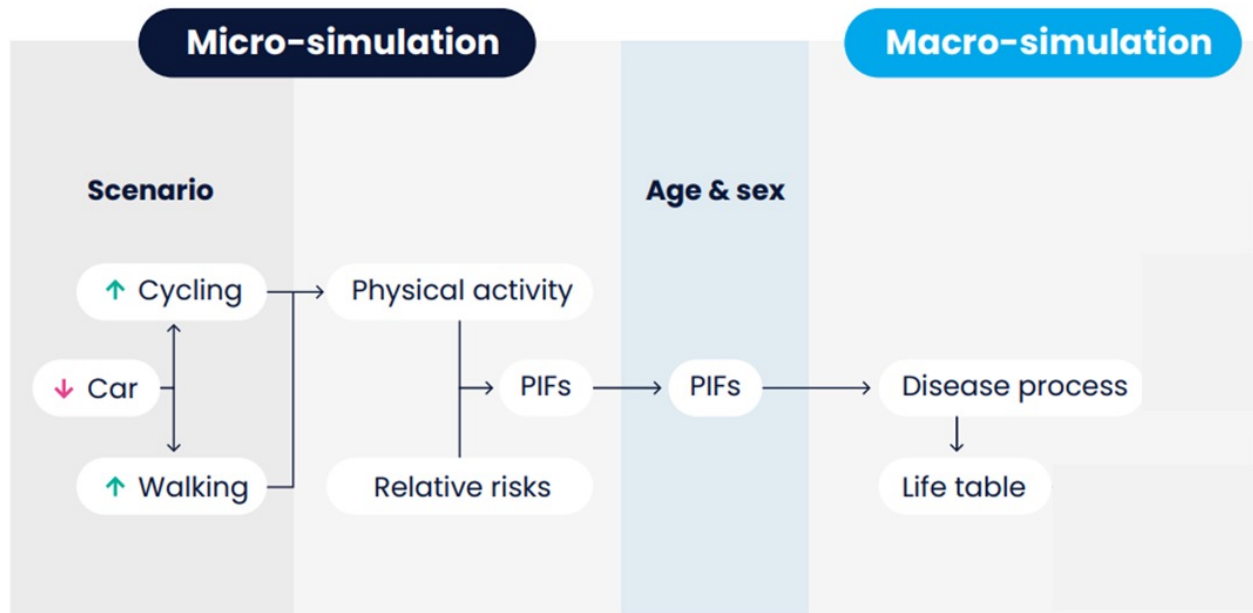 Micro-simulation
Macro-simulation
Scenario
Age & sex
↑ Cycling
Physical activity
↓ Car
PIFs
PIFs
Disease process
↑ Walking
Relative risks
Life table